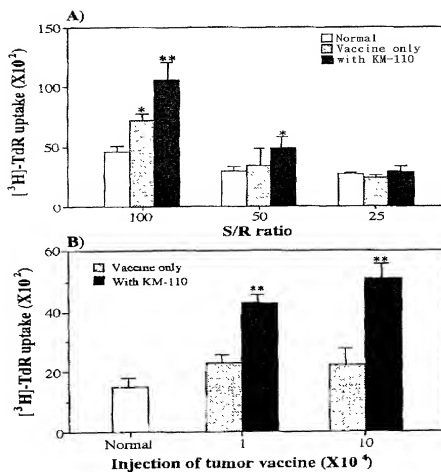 A)
Normal
Vaccine only
with KM-110
[³H]-TdR uptake (X10²)
150
100
50
0
*
**
*
100 50 25
S/R ratio
B)
Vaccine only
With KM-110
[³H]-TdR uptake (X10²)
60
40
20
0
**
**
Normal 1 10
Injection of tumor vaccine (X10⁴)